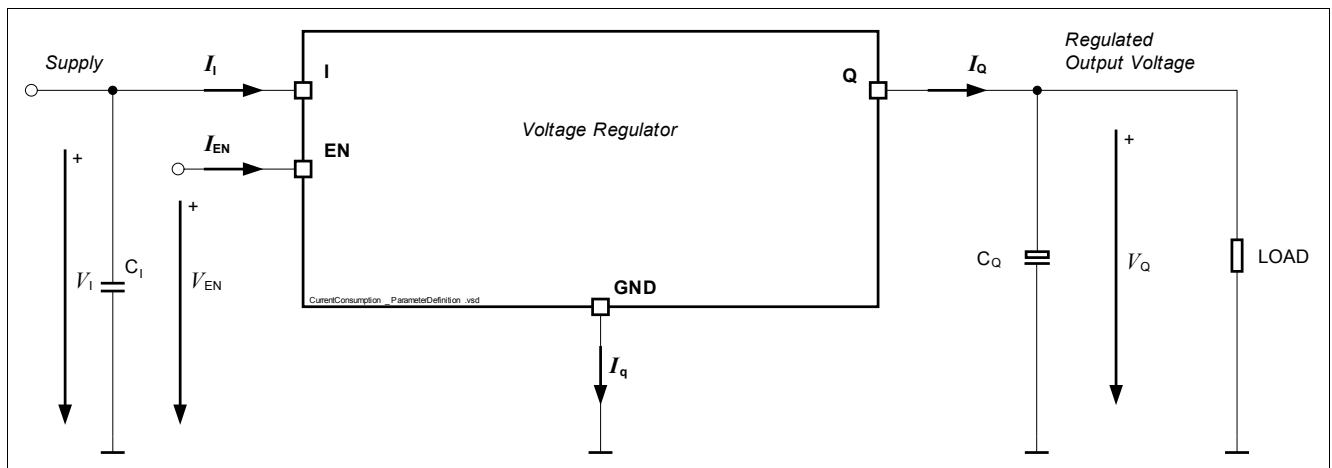 Supply
I_I
I
I_EN
EN
Voltage Regulator
Q
I_Q
Regulated
Output Voltage
+
+
+
V_I
C_I
V_EN
CurrentConsumption _ParameterDefinition .vsd
GND
I_q
C_Q
V_Q
LOAD